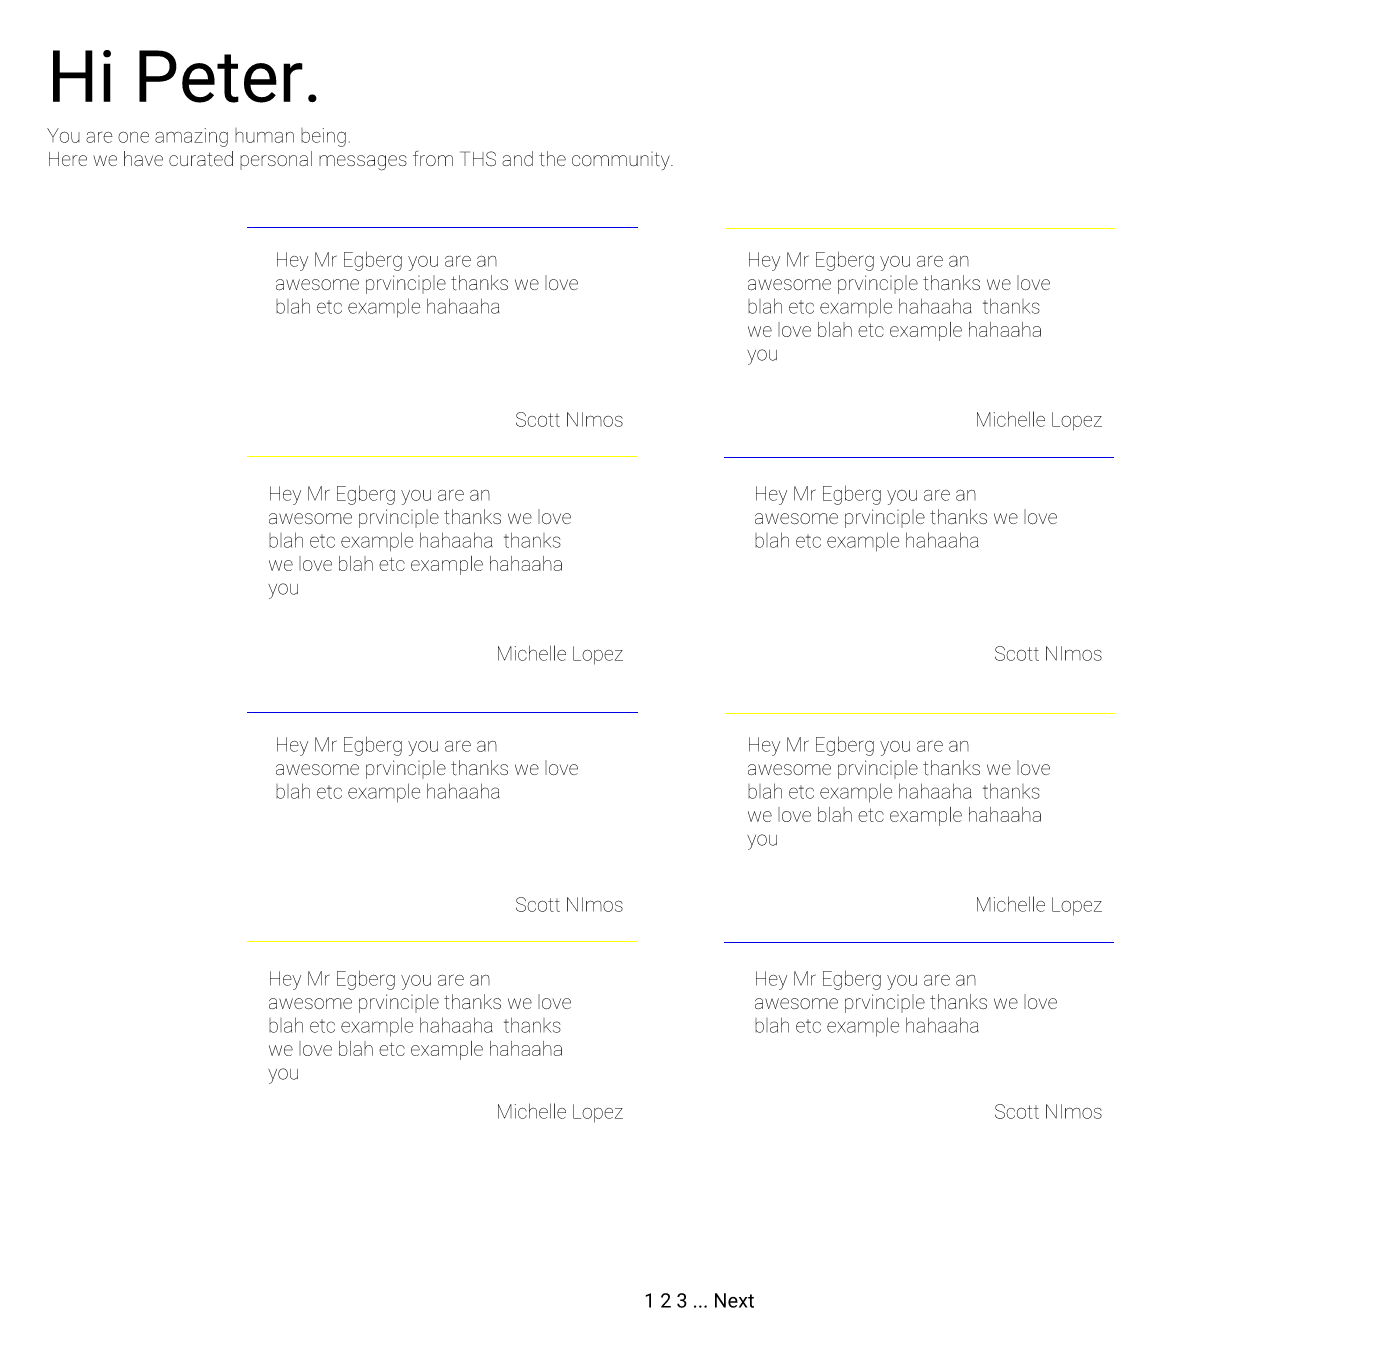 Hi Peter.
You are one amazing human being.
Here we have curated personal messages from THS and the community.
Hey Mr Egberg you are an
awesome prvinciple thanks we love
blah etc example hahaaha
Scott NImos
Hey Mr Egberg you are an
awesome prvinciple thanks we love
blah etc example hahaaha  thanks
we love blah etc example hahaaha
you
Michelle Lopez
Hey Mr Egberg you are an
awesome prvinciple thanks we love
blah etc example hahaaha  thanks
we love blah etc example hahaaha
you
Michelle Lopez
Hey Mr Egberg you are an
awesome prvinciple thanks we love
blah etc example hahaaha
Scott NImos
Hey Mr Egberg you are an
awesome prvinciple thanks we love
blah etc example hahaaha
Scott NImos
Hey Mr Egberg you are an
awesome prvinciple thanks we love
blah etc example hahaaha  thanks
we love blah etc example hahaaha
you
Michelle Lopez
Hey Mr Egberg you are an
awesome prvinciple thanks we love
blah etc example hahaaha  thanks
we love blah etc example hahaaha
you
Michelle Lopez
Hey Mr Egberg you are an
awesome prvinciple thanks we love
blah etc example hahaaha
Scott NImos
1 2 3 ... Next